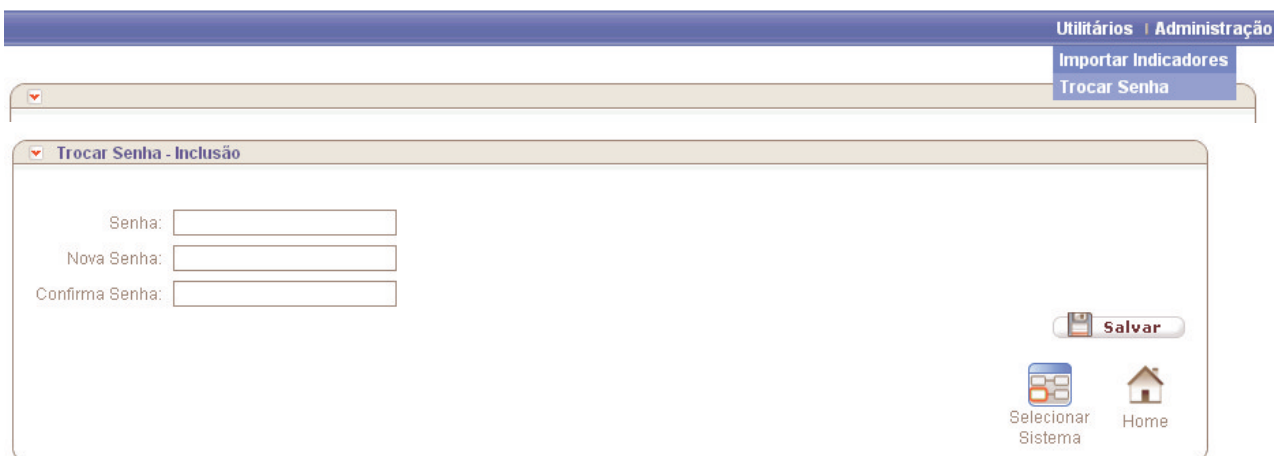 Utilitários | Administração
Importar Indicadores
Trocar Senha
Trocar Senha - Inclusão
Senha:
Nova Senha:
Confirma Senha:
Salvar
Selecionar
Sistema
Home